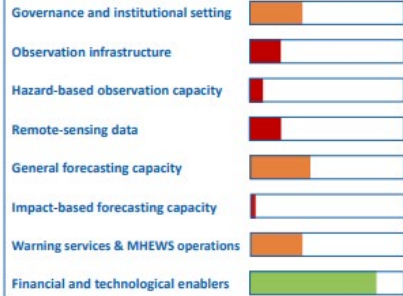 Governance and institutional setting
Observation infrastructure
Hazard-based observation capacity
Remote-sensing data
General forecasting capacity
Impact-based forecasting capacity
Warning services & MHEWS operations
Financial and technological enablers